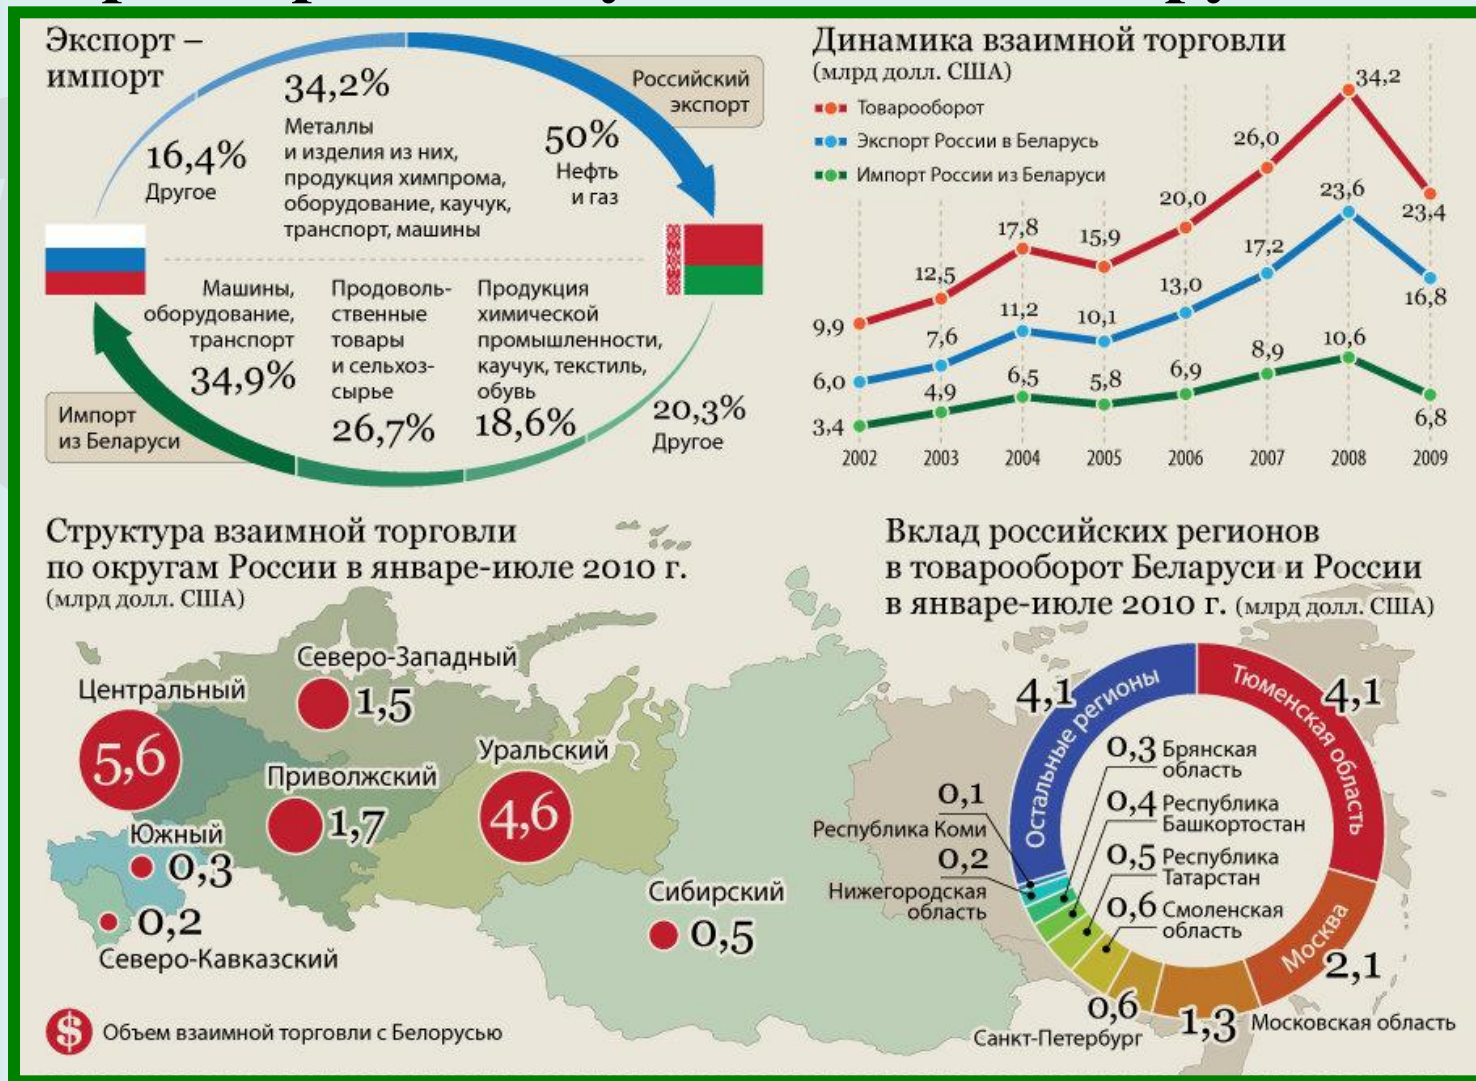 Экспорт –
импорт
34,2%
Металлы
и изделия из них,
продукция химпрома,
оборудование, каучук,
транспорт, машины
16,4%
Другое
50%
Нефть
и газ
Российский
экспорт
Машины,
оборудование,
транспорт
34,9%
Продоволь-
ственные
товары
и сельхоз-
сырье
26,7%
Продукция
химической
промышленности,
каучук, текстиль,
обувь
18,6%
20,3%
Другое
Импорт
из Беларуси
Динамика взаимной торговли
(млрд долл. США)
Товарооборот
Экспорт России в Беларусь
Импорт России из Беларуси
9,9
12,5
17,8
15,9
20,0
26,0
34,2
23,4
6,0
7,6
11,2
10,1
13,0
17,2
23,6
16,8
3,4
4,9
6,5
5,8
6,9
8,9
10,6
6,8
2002 2003 2004 2005 2006 2007 2008 2009
Структура взаимной торговли
по округам России в январе-июле 2010 г.
(млрд долл. США)
Северо-Западный
1,5
Центральный
5,6
Уральский
4,6
Приволжский
1,7
Южный
0,3
0,2
Северо-Кавказский
Сибирский
0,5
$ Объем взаимной торговли с Белорусью
Вклад российских регионов
в товарооборот Беларуси и России
в январе-июле 2010 г. (млрд долл. США)
4,1
Остальные регионы
Тюменская область
4,1
0,3 Брянская
область
0,4 Республика
Башкортостан
0,5 Республика
Татарстан
0,6 Смоленская
область
0,1
Республика Коми
0,2
Нижегородская
область
Москва
2,1
0,6
Санкт-Петербург
1,3 Московская область